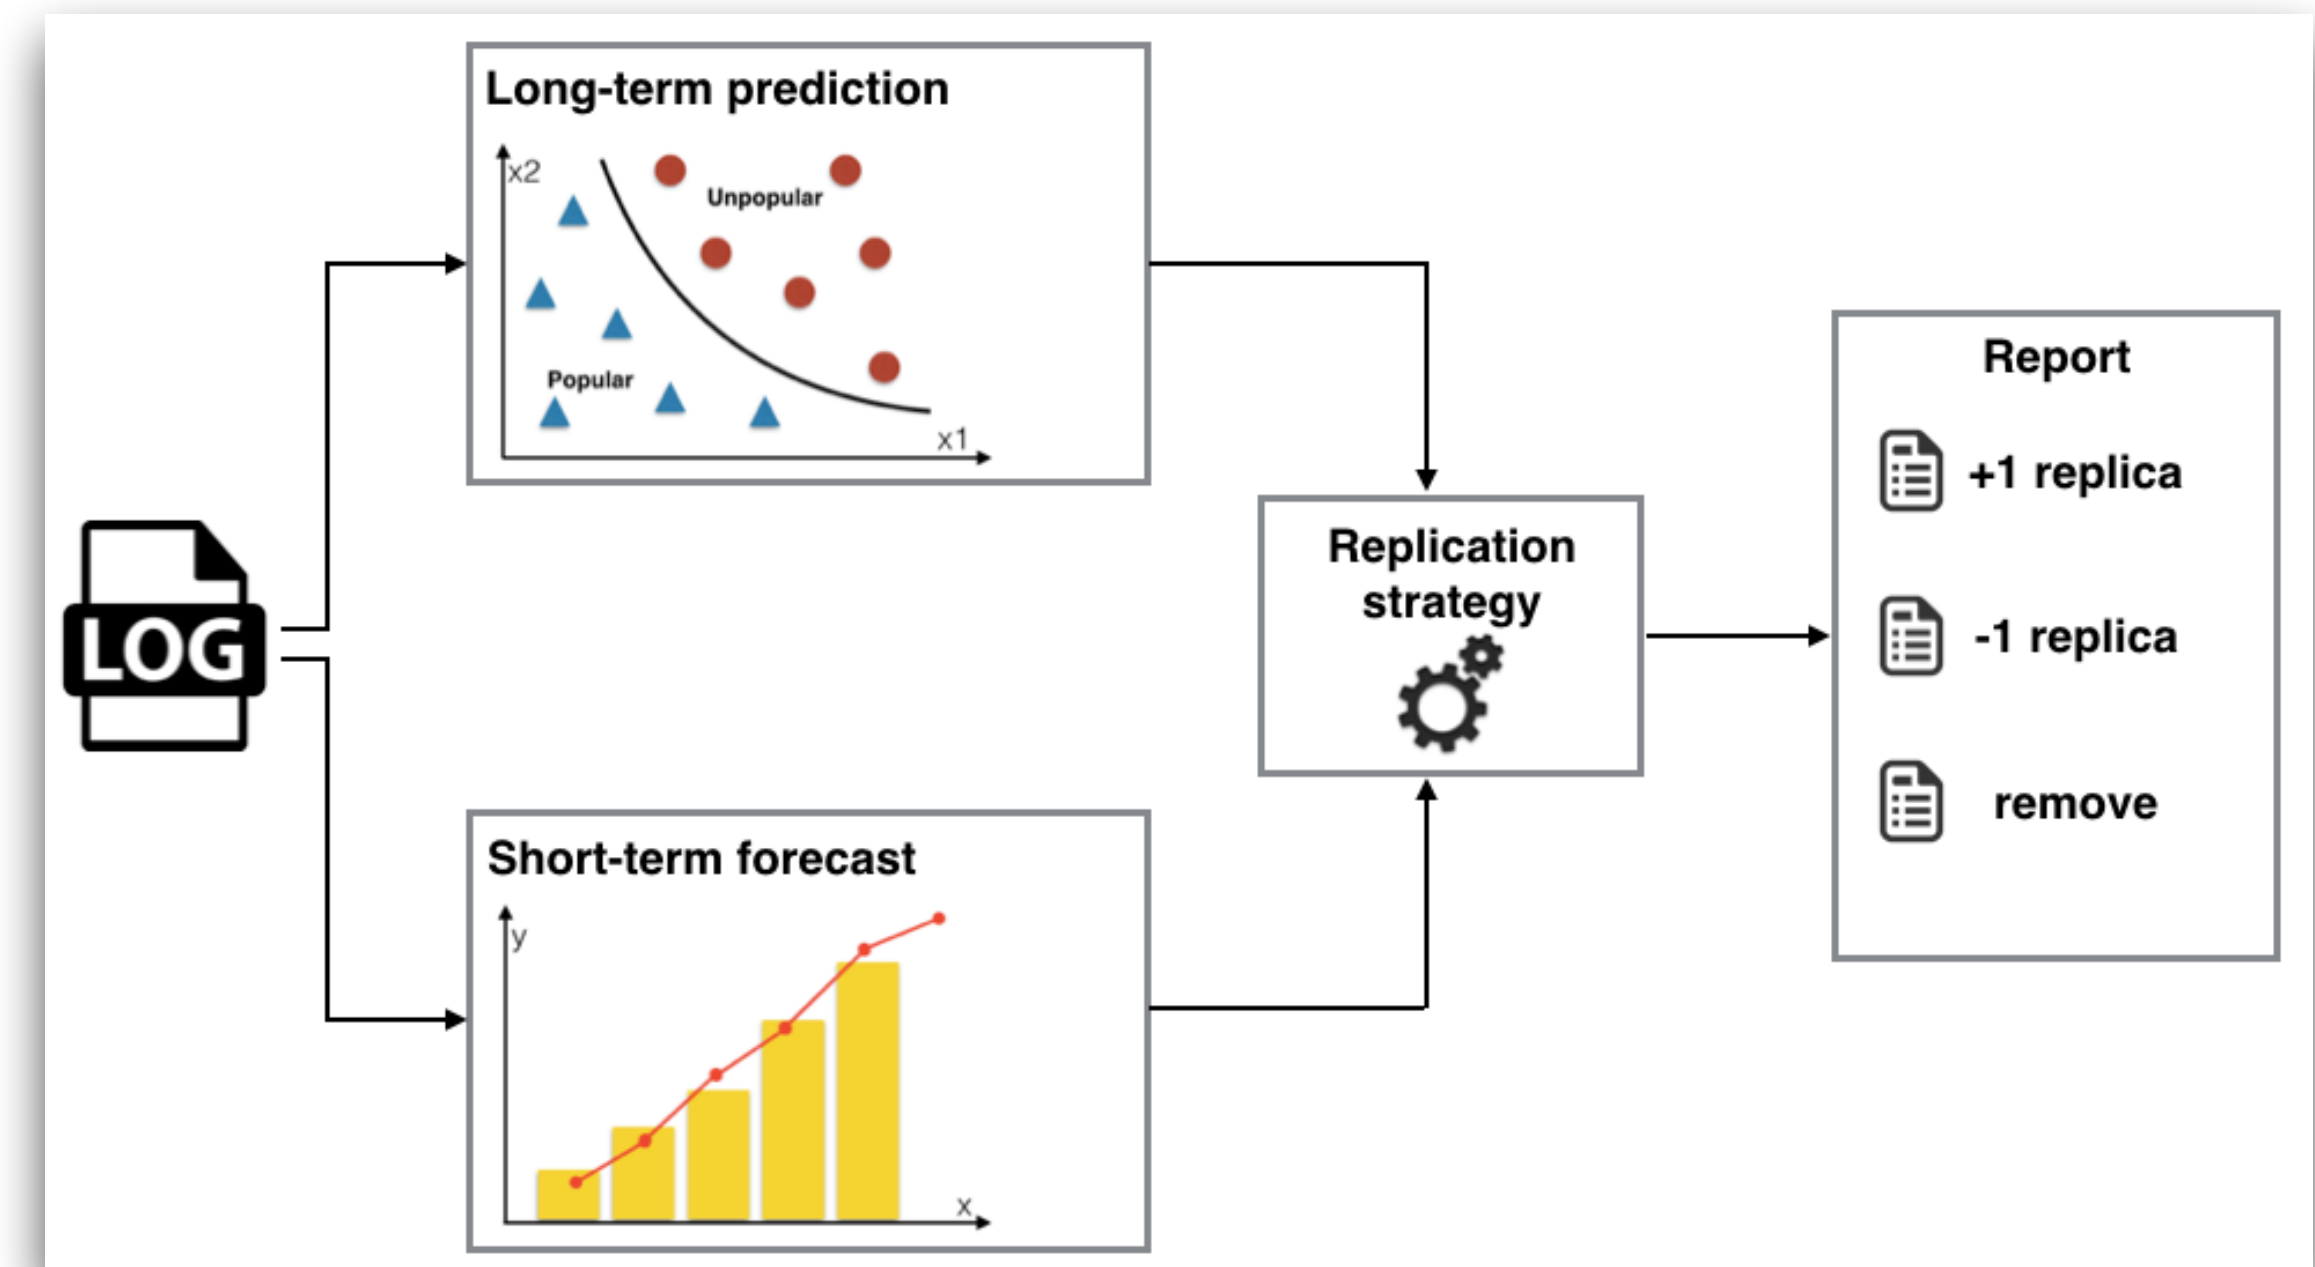 Long-term prediction
x2
Unpopular
Popular
x1
LOG
Replication
strategy
Report
+1 replica
-1 replica
remove
Short-term forecast
y
x